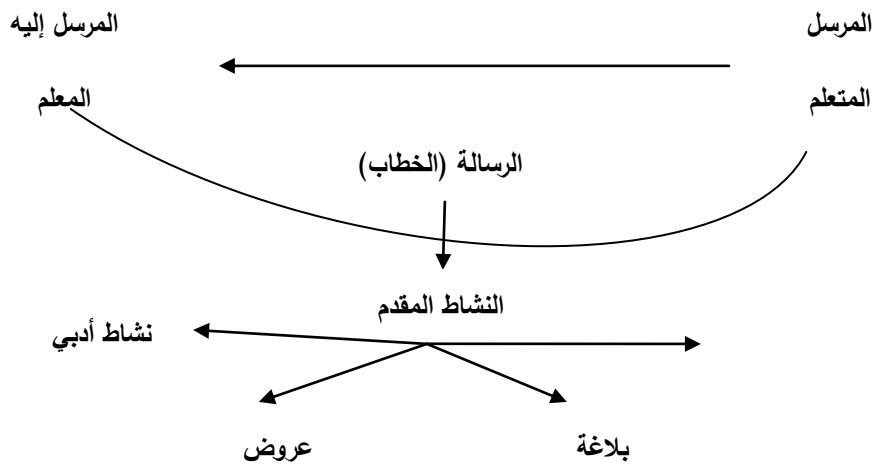 المرسل
المرسل إليه
المتعلم
المعلم
الرسالة (الخطاب)
النشاط المقدم
نشاط أدبي
بلاغة
عروض